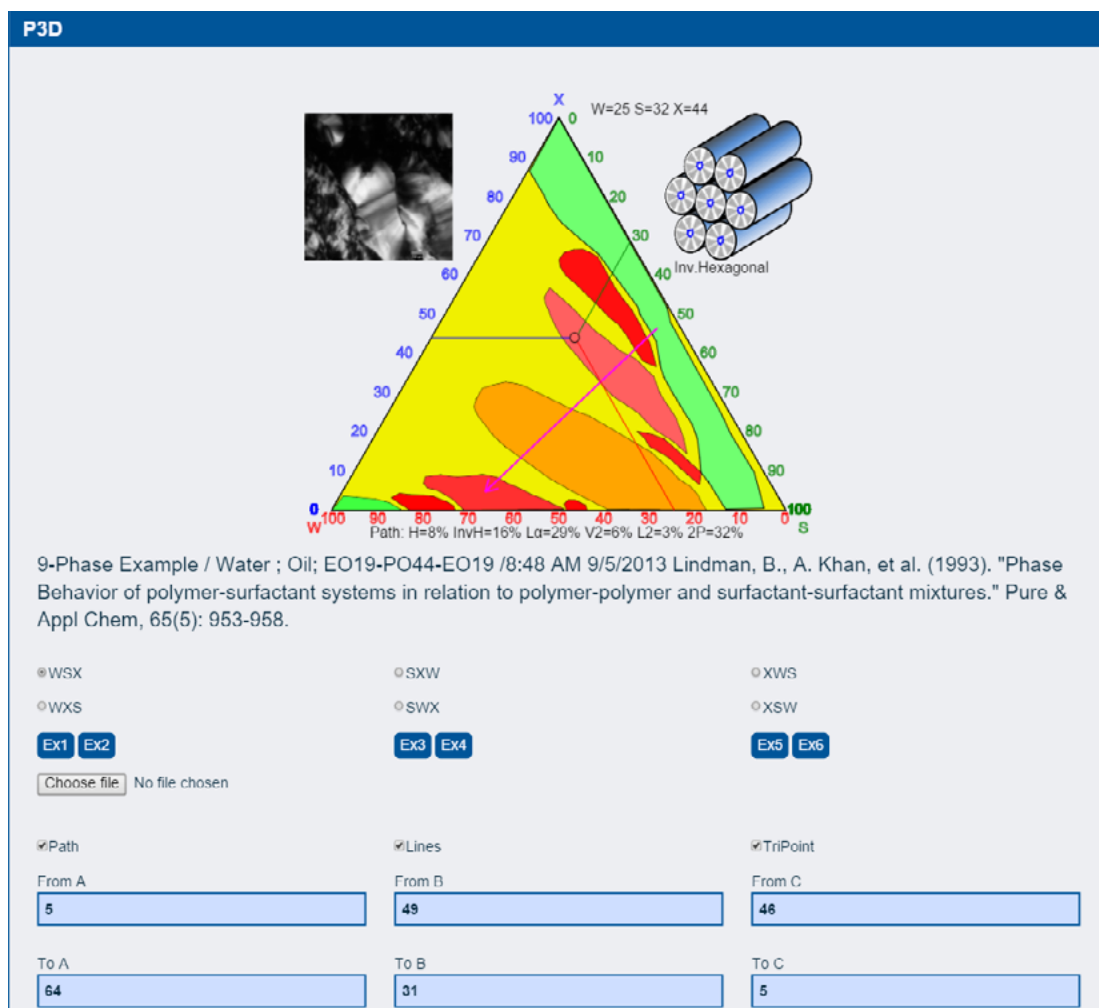 P3D
X
W=25 S=32 X=44
100 0
90 10
80 20
70 30
Inv.Hexagonal
60 40
50 50
40 60
30 70
20 80
10 90
0 100
W 100 90 80 70 60 50 40 30 20 10 0 S
Path: H=8% InvH=16% Lα=29% V2=6% L2=3% 2P=32%
9-Phase Example / Water ; Oil; EO19-PO44-EO19 /8:48 AM 9/5/2013 Lindman, B., A. Khan, et al. (1993). "Phase
Behavior of polymer-surfactant systems in relation to polymer-polymer and surfactant-surfactant mixtures." Pure &
Appl Chem, 65(5): 953-958.
WSX SXW XWS
WXS SWX XSW
Ex1 Ex2 Ex3 Ex4 Ex5 Ex6
Choose file No file chosen
Path Lines TriPoint
From A From B From C
5 49 46
To A To B To C
64 31 5